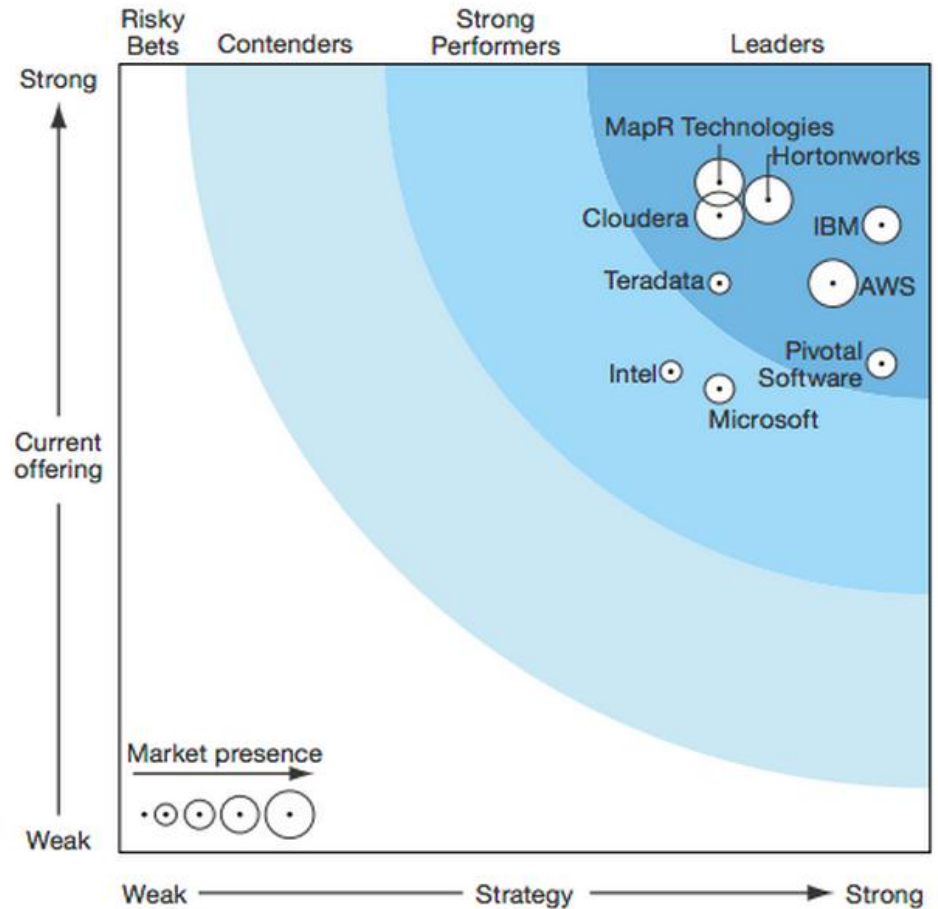 Risky
Bets
Contenders
Strong
Performers
Leaders
Strong
MapR Technologies
Hortonworks
Cloudera
IBM
Teradata
AWS
Pivotal
Software
Intel
Microsoft
Current
offering
Market presence
Weak
Weak
Strategy
Strong